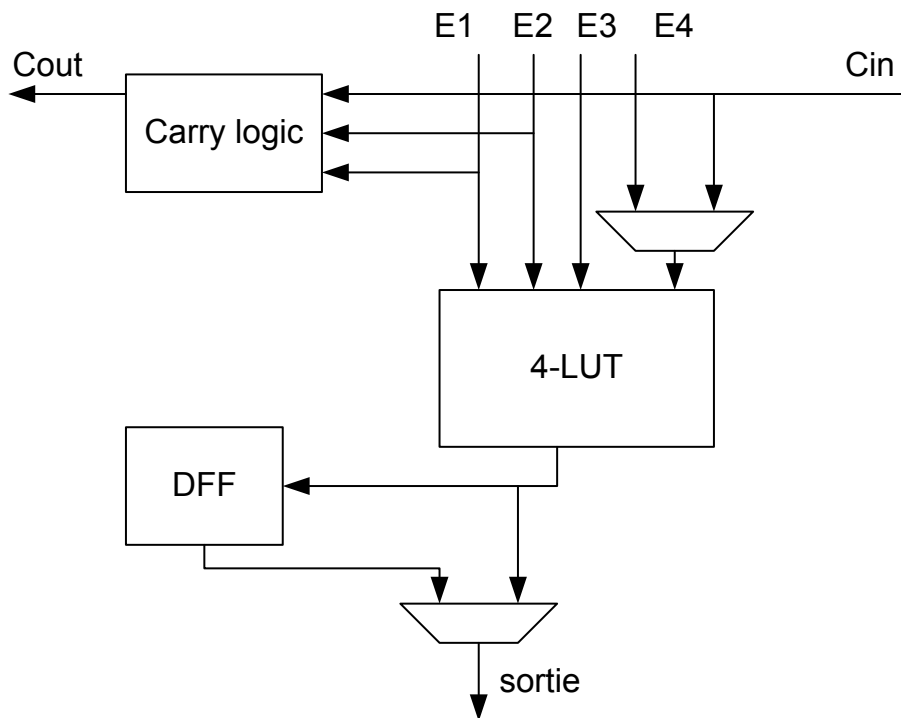 E1 E2 E3 E4
Cout
Cin
Carry logic
4-LUT
DFF
sortie